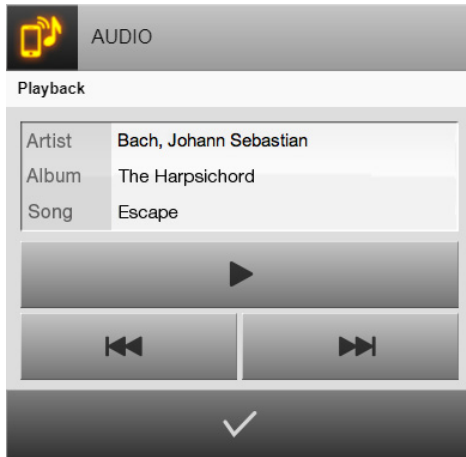 AUDIO
Playback
Artist Bach, Johann Sebastian
Album The Harpsichord
Song Escape